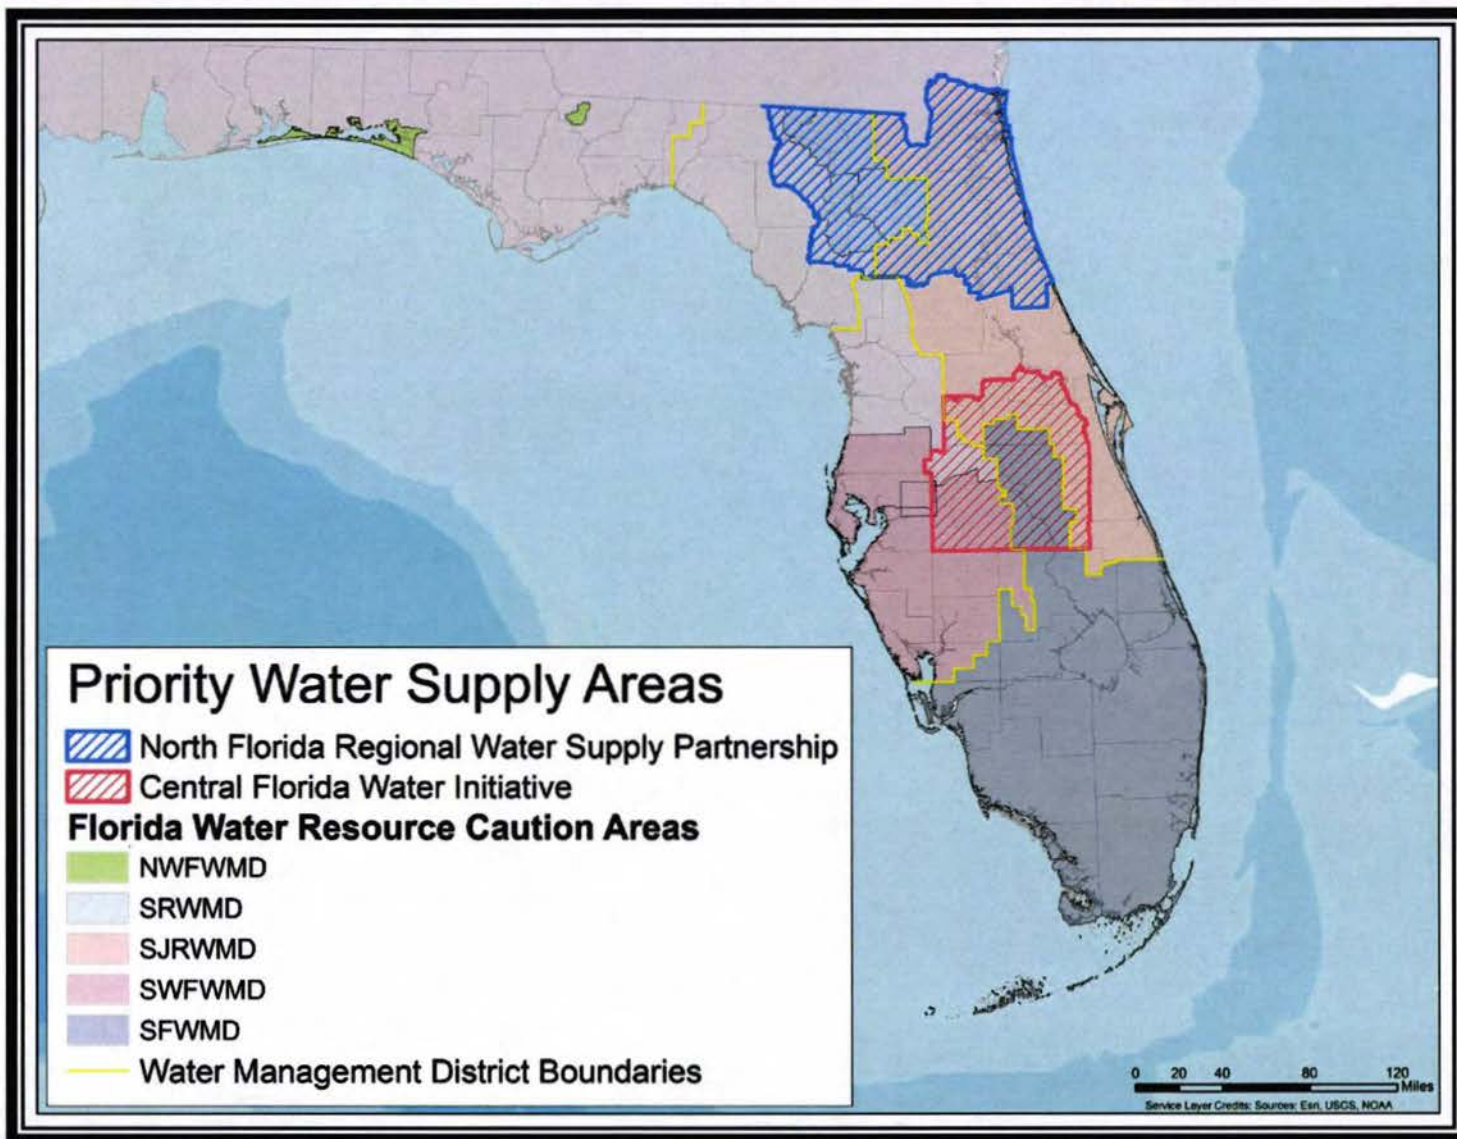 Priority Water Supply Areas
North Florida Regional Water Supply Partnership
Central Florida Water Initiative
Florida Water Resource Caution Areas
NWFWMD
SRWMD
SJRWMD
SWFWMD
SFWMD
Water Management District Boundaries
0 20 40 80 120
Miles
Service Layer Credits: Sources: Esri, USGS, NOAA